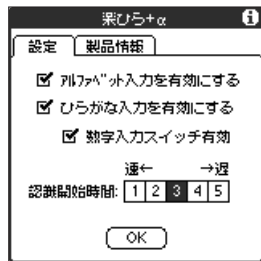 楽ひら+α
設定 製品情報
ｱﾙﾌｧﾍﾞｯﾄ入力を有効にする
ひらがな入力を有効にする
数字入力スイッチ有効
速← →遅
認識開始時間: 1 2 3 4 5
OK